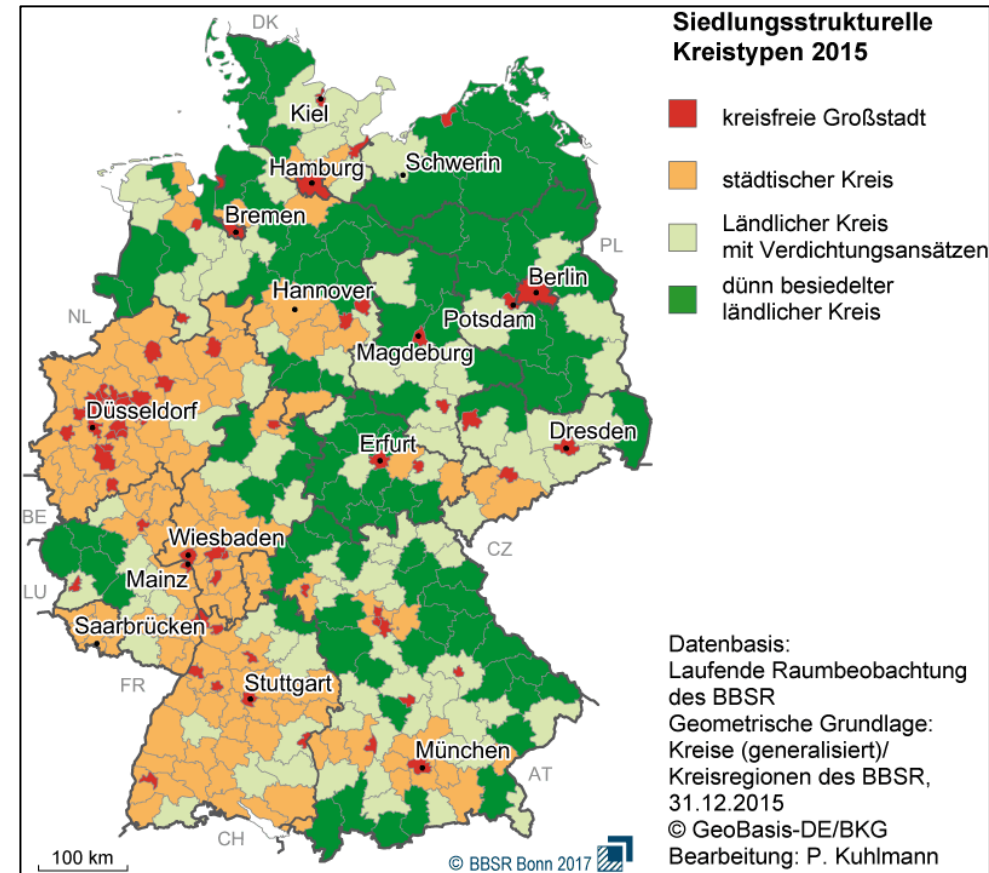 Siedlungsstrukturelle
Kreistypen 2015
kreisfreie Großstadt
städtischer Kreis
Ländlicher Kreis
mit Verdichtungsansätzen
dünn besiedelter
ländlicher Kreis
DK
Kiel
Hamburg
Schwerin
Bremen
PL
Berlin
Hannover
NL
Potsdam
Magdeburg
Düsseldorf
Erfurt
Dresden
BE
Wiesbaden
CZ
Mainz
LU
Saarbrücken
FR
Stuttgart
München
AT
CH
Datenbasis:
Laufende Raumbeobachtung
des BBSR
Geometrische Grundlage:
Kreise (generalisiert)/
Kreisregionen des BBSR,
31.12.2015
© GeoBasis-DE/BKG
Bearbeitung: P. Kuhlmann
100 km
© BBSR Bonn 2017